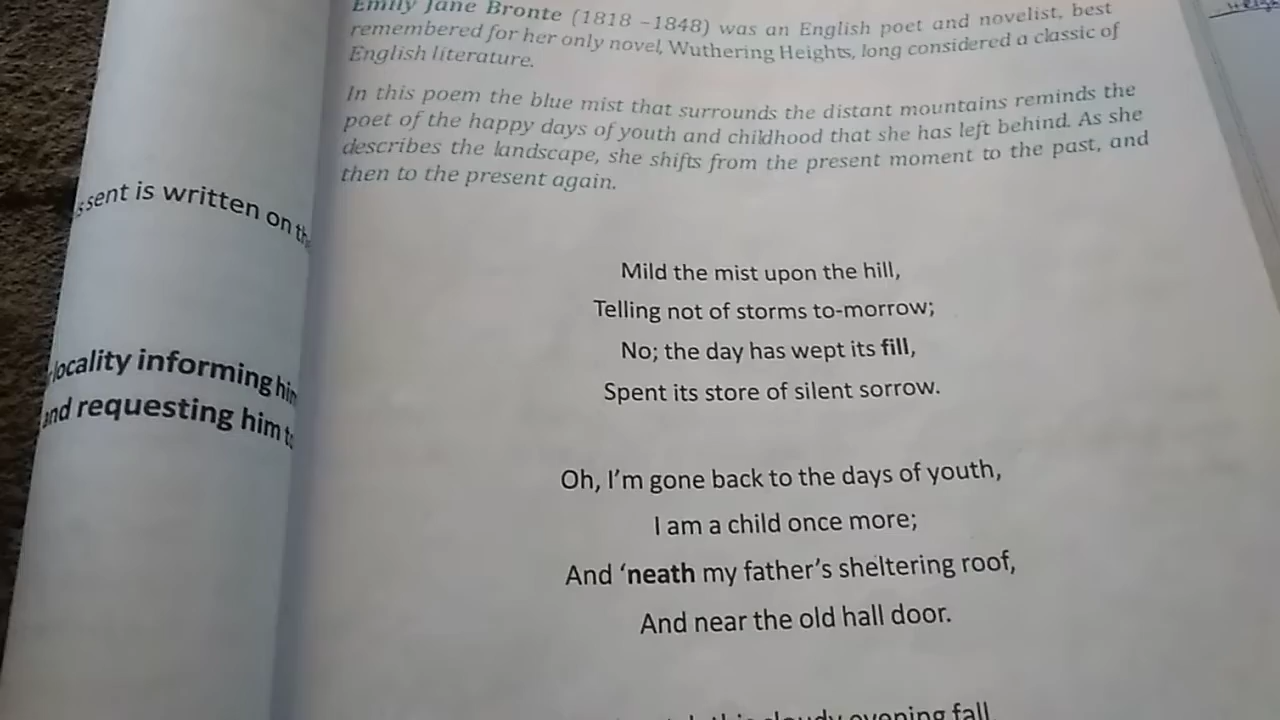 sent is written on
locality informing
and requesting him
Emily Jane Bronte (1818 –1848) was an English poet and novelist, best
remembered for her only novel, Wuthering Heights, long considered a classic of
English literature.
In this poem the blue mist that surrounds the distant mountains reminds the
poet of the happy days of youth and childhood that she has left behind. As she
describes the landscape, she shifts from the present moment to the past, and
then to the present again.
Mild the mist upon the hill,
Telling not of storms to-morrow;
No; the day has wept its fill,
Spent its store of silent sorrow.
Oh, I'm gone back to the days of youth,
I am a child once more;
And ‘neath my father's sheltering roof,
And near the old hall door.
cloudy evening fall